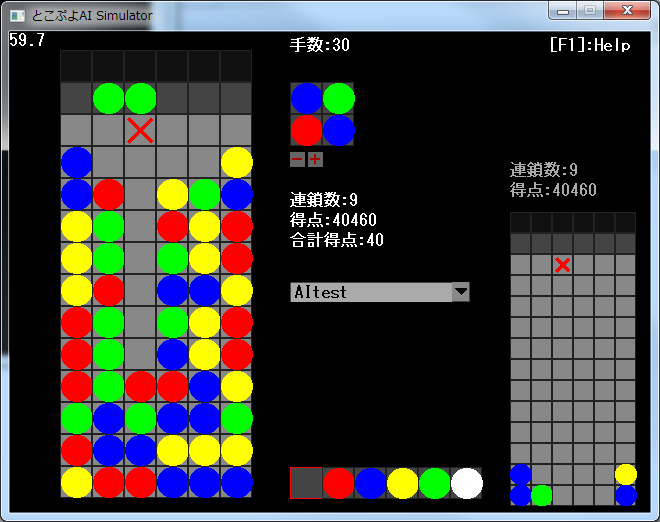 とこぷよAI Simulator
59.7
手数:30
[F1]:Help
連鎖数:9
得点:40460
合計得点:40
AItest
連鎖数:9
得点:40460